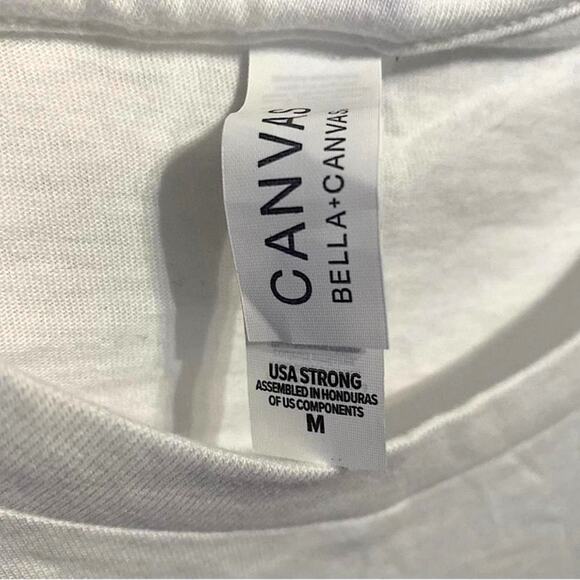 CANVAS
BELLA+CANVAS.
USA STRONG
ASSEMBLED IN HONDURAS
OF US COMPONENTS
M